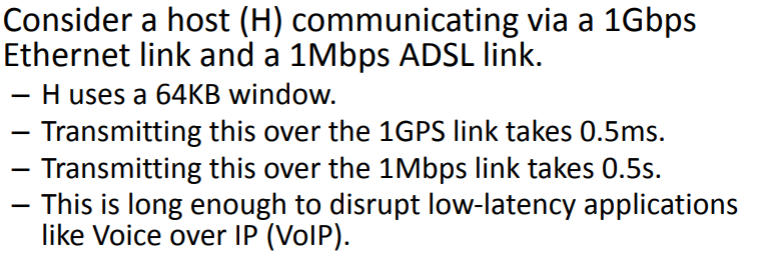 Consider a host (H) communicating via a 1Gbps
Ethernet link and a 1Mbps ADSL link.
– H uses a 64KB window.
– Transmitting this over the 1GPS link takes 0.5ms.
– Transmitting this over the 1Mbps link takes 0.5s.
– This is long enough to disrupt low-latency applications
like Voice over IP (VoIP).